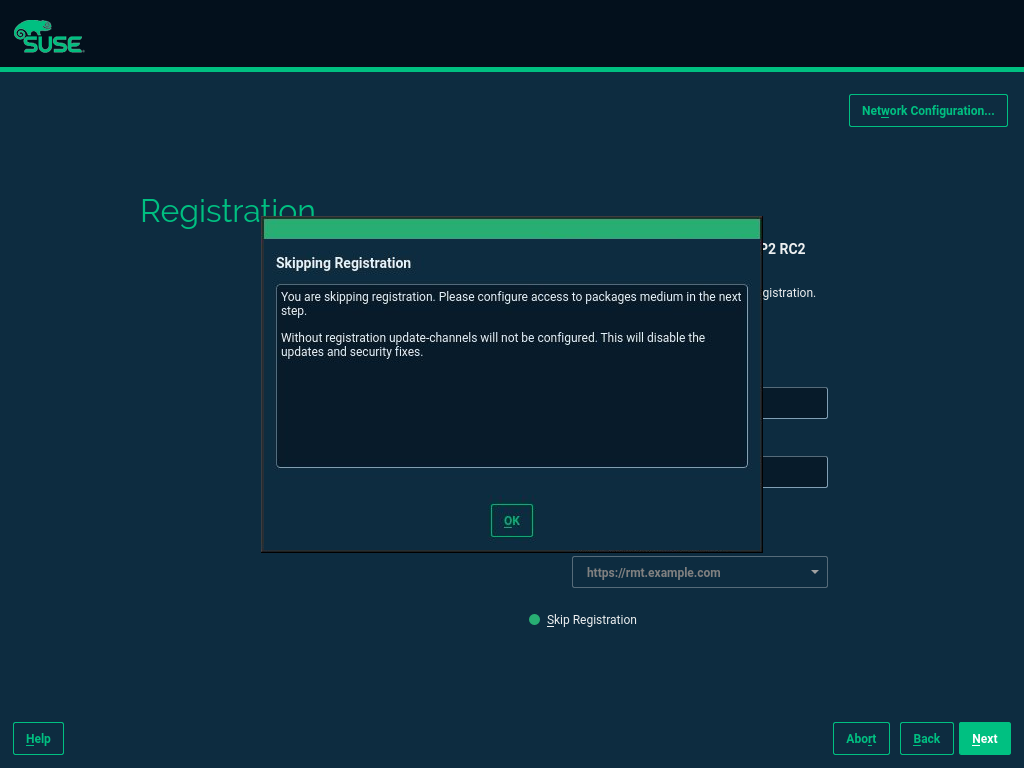 SUSE
Network Configuration...
Registration
P2 RC2
Skipping Registration
gistration.
You are skipping registration. Please configure access to packages medium in the next
step.
Without registration update-channels will not be configured. This will disable the
updates and security fixes.
OK
https://rmt.example.com
Skip Registration
Help
Abort
Back
Next